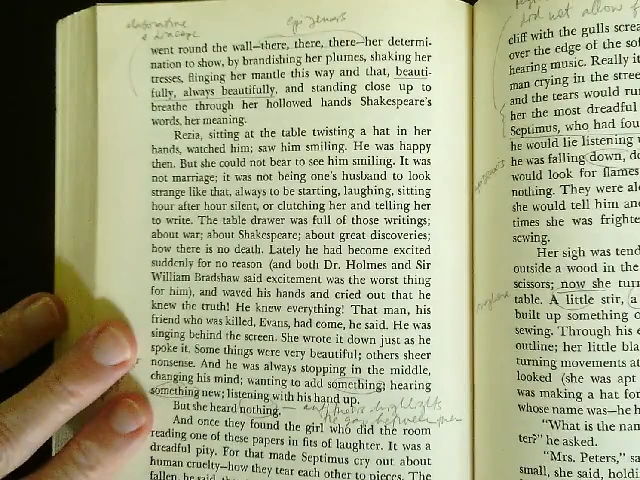 went round the wall—there, there, there—her determi-
nation to show, by brandishing her plumes, shaking her
tresses, flinging her mantle this way and that, beauti-
fully, always beautifully, and standing close up to
breathe through her hollowed hands Shakespeare's
words, her meaning.
Rezia, sitting at the table twisting a hat in her
hands, watched him; saw him smiling. He was happy
then. But she could not bear to see him smiling. It was
not marriage; it was not being one's husband to look
strange like that, always to be starting, laughing, sitting
hour after hour silent, or clutching her and telling her
to write. The table drawer was full of those writings;
about war; about Shakespeare; about great discoveries;
how there is no death. Lately he had become excited
suddenly for no reason (and both Dr. Holmes and Sir
William Bradshaw said excitement was the worst thing
for him), and waved his hands and cried out that he
knew the truth! He knew everything! That man, his
friend who was killed, Evans, had come, he said. He was
singing behind the screen. She wrote it down just as he
spoke it. Some things were very beautiful; others sheer
nonsense. And he was always stopping in the middle,
changing his mind; wanting to add something; hearing
something new; listening with his hand up.
But she heard nothing.
And once they found the girl who did the room
reading one of these papers in fits of laughter. It was a
dreadful pity. For that made Septimus cry out about
human cruelty—how they tear each other to pieces. The
fallen, he said, th
did not allow
cliff with the gulls screa
over the edge of the so
hearing music. Really it
man crying in the street
and the tears would ru
her the most dreadful
Septimus, who had fou
he would lie listening
he was falling down, d
would look for flames
nothing. They were al
she would tell him an
times she was frighte
sewing.
Her sigh was tend
outside a wood in the
scissors; now she tur
table. A little stir, a
built up something o
sewing. Through his e
outline; her little bla
turning movements at
looked (she was apt
was making a hat for
whose name was—he h
"What is the nam
ter?" he asked.
"Mrs. Peters," sa
small, she said, holdi